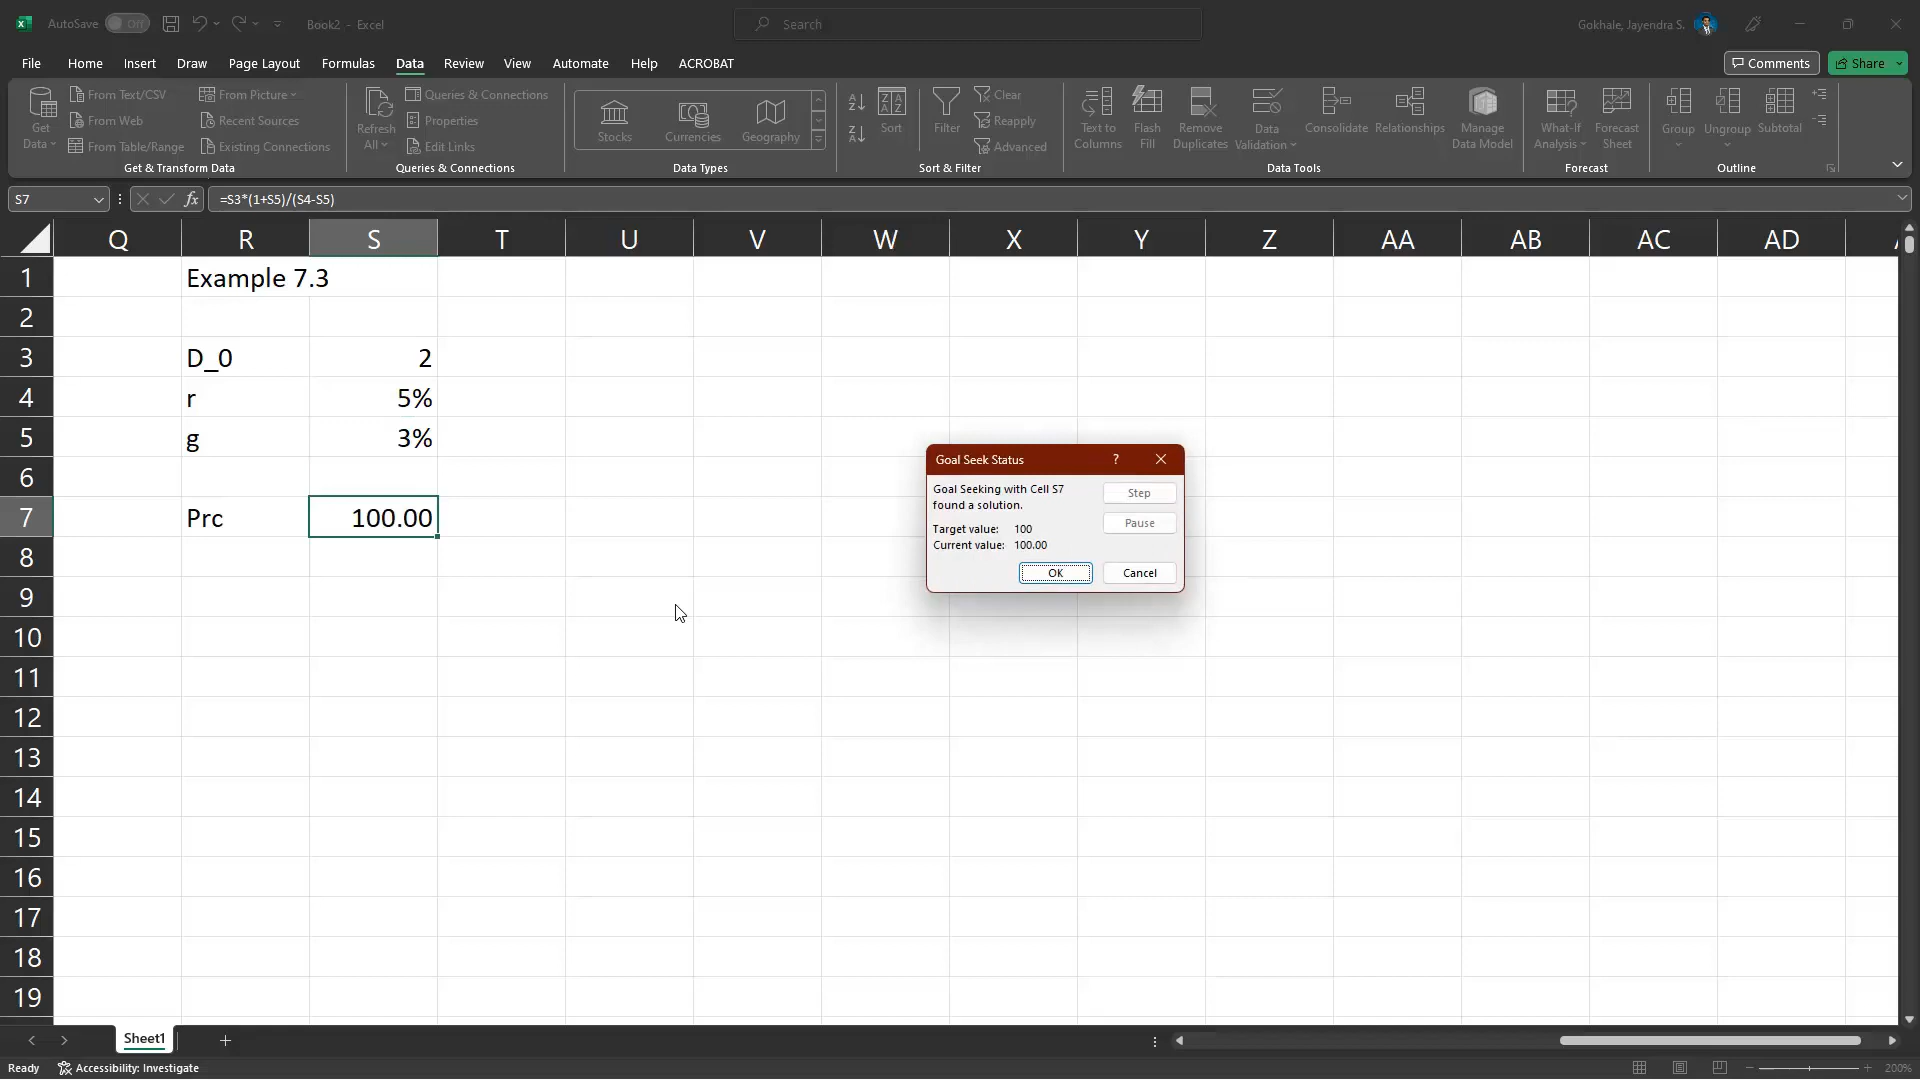 AutoSave Off Book2 - Excel Search Gokhale, Jayendra S.
File Home Insert Draw Page Layout Formulas Data Review View Automate Help ACROBAT Comments Share
Get Data
From Text/CSV
From Web
From Table/Range
From Picture
Recent Sources
Existing Connections
Get & Transform Data
Refresh All
Queries & Connections
Properties
Edit Links
Queries & Connections
Stocks Currencies Geography
Data Types
Sort
Filter
Clear
Reapply
Advanced
Sort & Filter
Text to Columns
Flash Fill
Remove Duplicates
Data Validation
Consolidate
Relationships
Manage Data Model
Data Tools
What-If Analysis
Forecast Sheet
Forecast
Group
Ungroup
Subtotal
Outline
S7 fx =S3*(1+S5)/(S4-S5)
Q R S T U V W X Y Z AA AB AC AD
1 Example 7.3
2
3 D_0 2
4 r 5%
5 g 3%
6
7 Prc 100.00
8
9
10
11
12
13
14
15
16
17
18
19
Goal Seek Status ?
Goal Seeking with Cell S7
found a solution.
Target value: 100
Current value: 100.00
Step
Pause
OK Cancel
Sheet1
Ready Accessibility: Investigate 200%